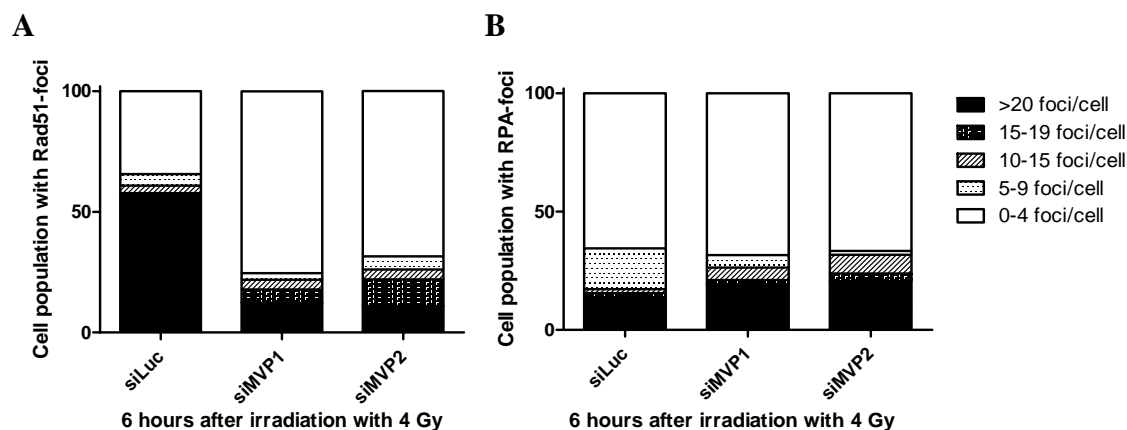 A
B
Cell population with Rad51-foci
100
50
0
siLuc
siMVP1
siMVP2
6 hours after irradiation with 4 Gy
Cell population with RPA-foci
100
50
0
siLuc
siMVP1
siMVP2
6 hours after irradiation with 4 Gy
>20 foci/cell
15-19 foci/cell
10-15 foci/cell
5-9 foci/cell
0-4 foci/cell